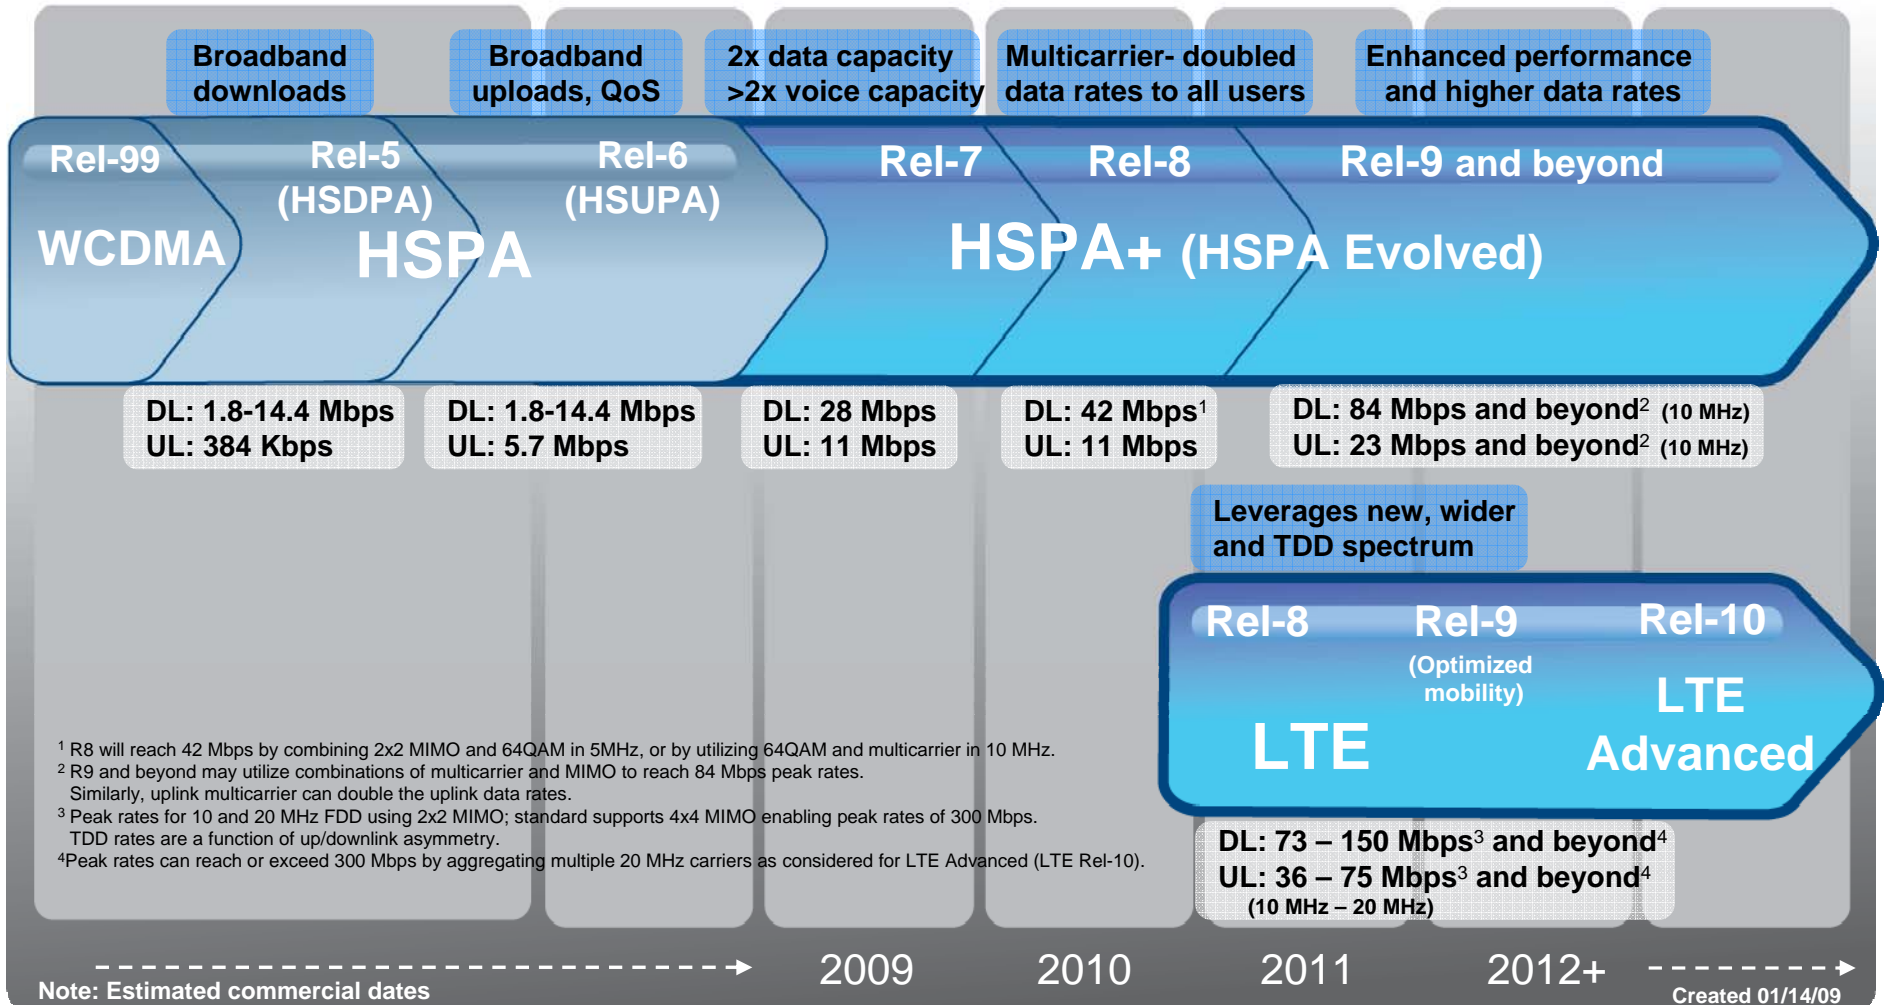 Broadband
downloads
Broadband
uploads, QoS
2x data capacity
>2x voice capacity
Multicarrier- doubled
data rates to all users
Enhanced performance
and higher data rates
Rel-99
WCDMA
Rel-5
(HSDPA)
Rel-6
(HSUPA)
HSPA
Rel-7
Rel-8
Rel-9 and beyond
HSPA+ (HSPA Evolved)
DL: 1.8-14.4 Mbps
UL: 384 Kbps
DL: 1.8-14.4 Mbps
UL: 5.7 Mbps
DL: 28 Mbps
UL: 11 Mbps
DL: 42 Mbps¹
UL: 11 Mbps
DL: 84 Mbps and beyond² (10 MHz)
UL: 23 Mbps and beyond² (10 MHz)
Leverages new, wider
and TDD spectrum
Rel-8
Rel-9
(Optimized
mobility)
Rel-10
LTE
LTE
Advanced
¹ R8 will reach 42 Mbps by combining 2x2 MIMO and 64QAM in 5MHz, or by utilizing 64QAM and multicarrier in 10 MHz.
² R9 and beyond may utilize combinations of multicarrier and MIMO to reach 84 Mbps peak rates.
Similarly, uplink multicarrier can double the uplink data rates.
³ Peak rates for 10 and 20 MHz FDD using 2x2 MIMO; standard supports 4x4 MIMO enabling peak rates of 300 Mbps.
TDD rates are a function of up/downlink asymmetry.
⁴Peak rates can reach or exceed 300 Mbps by aggregating multiple 20 MHz carriers as considered for LTE Advanced (LTE Rel-10).
DL: 73 – 150 Mbps³ and beyond⁴
UL: 36 – 75 Mbps³ and beyond⁴
(10 MHz – 20 MHz)
2009
2010
2011
2012+
Note: Estimated commercial dates
Created 01/14/09